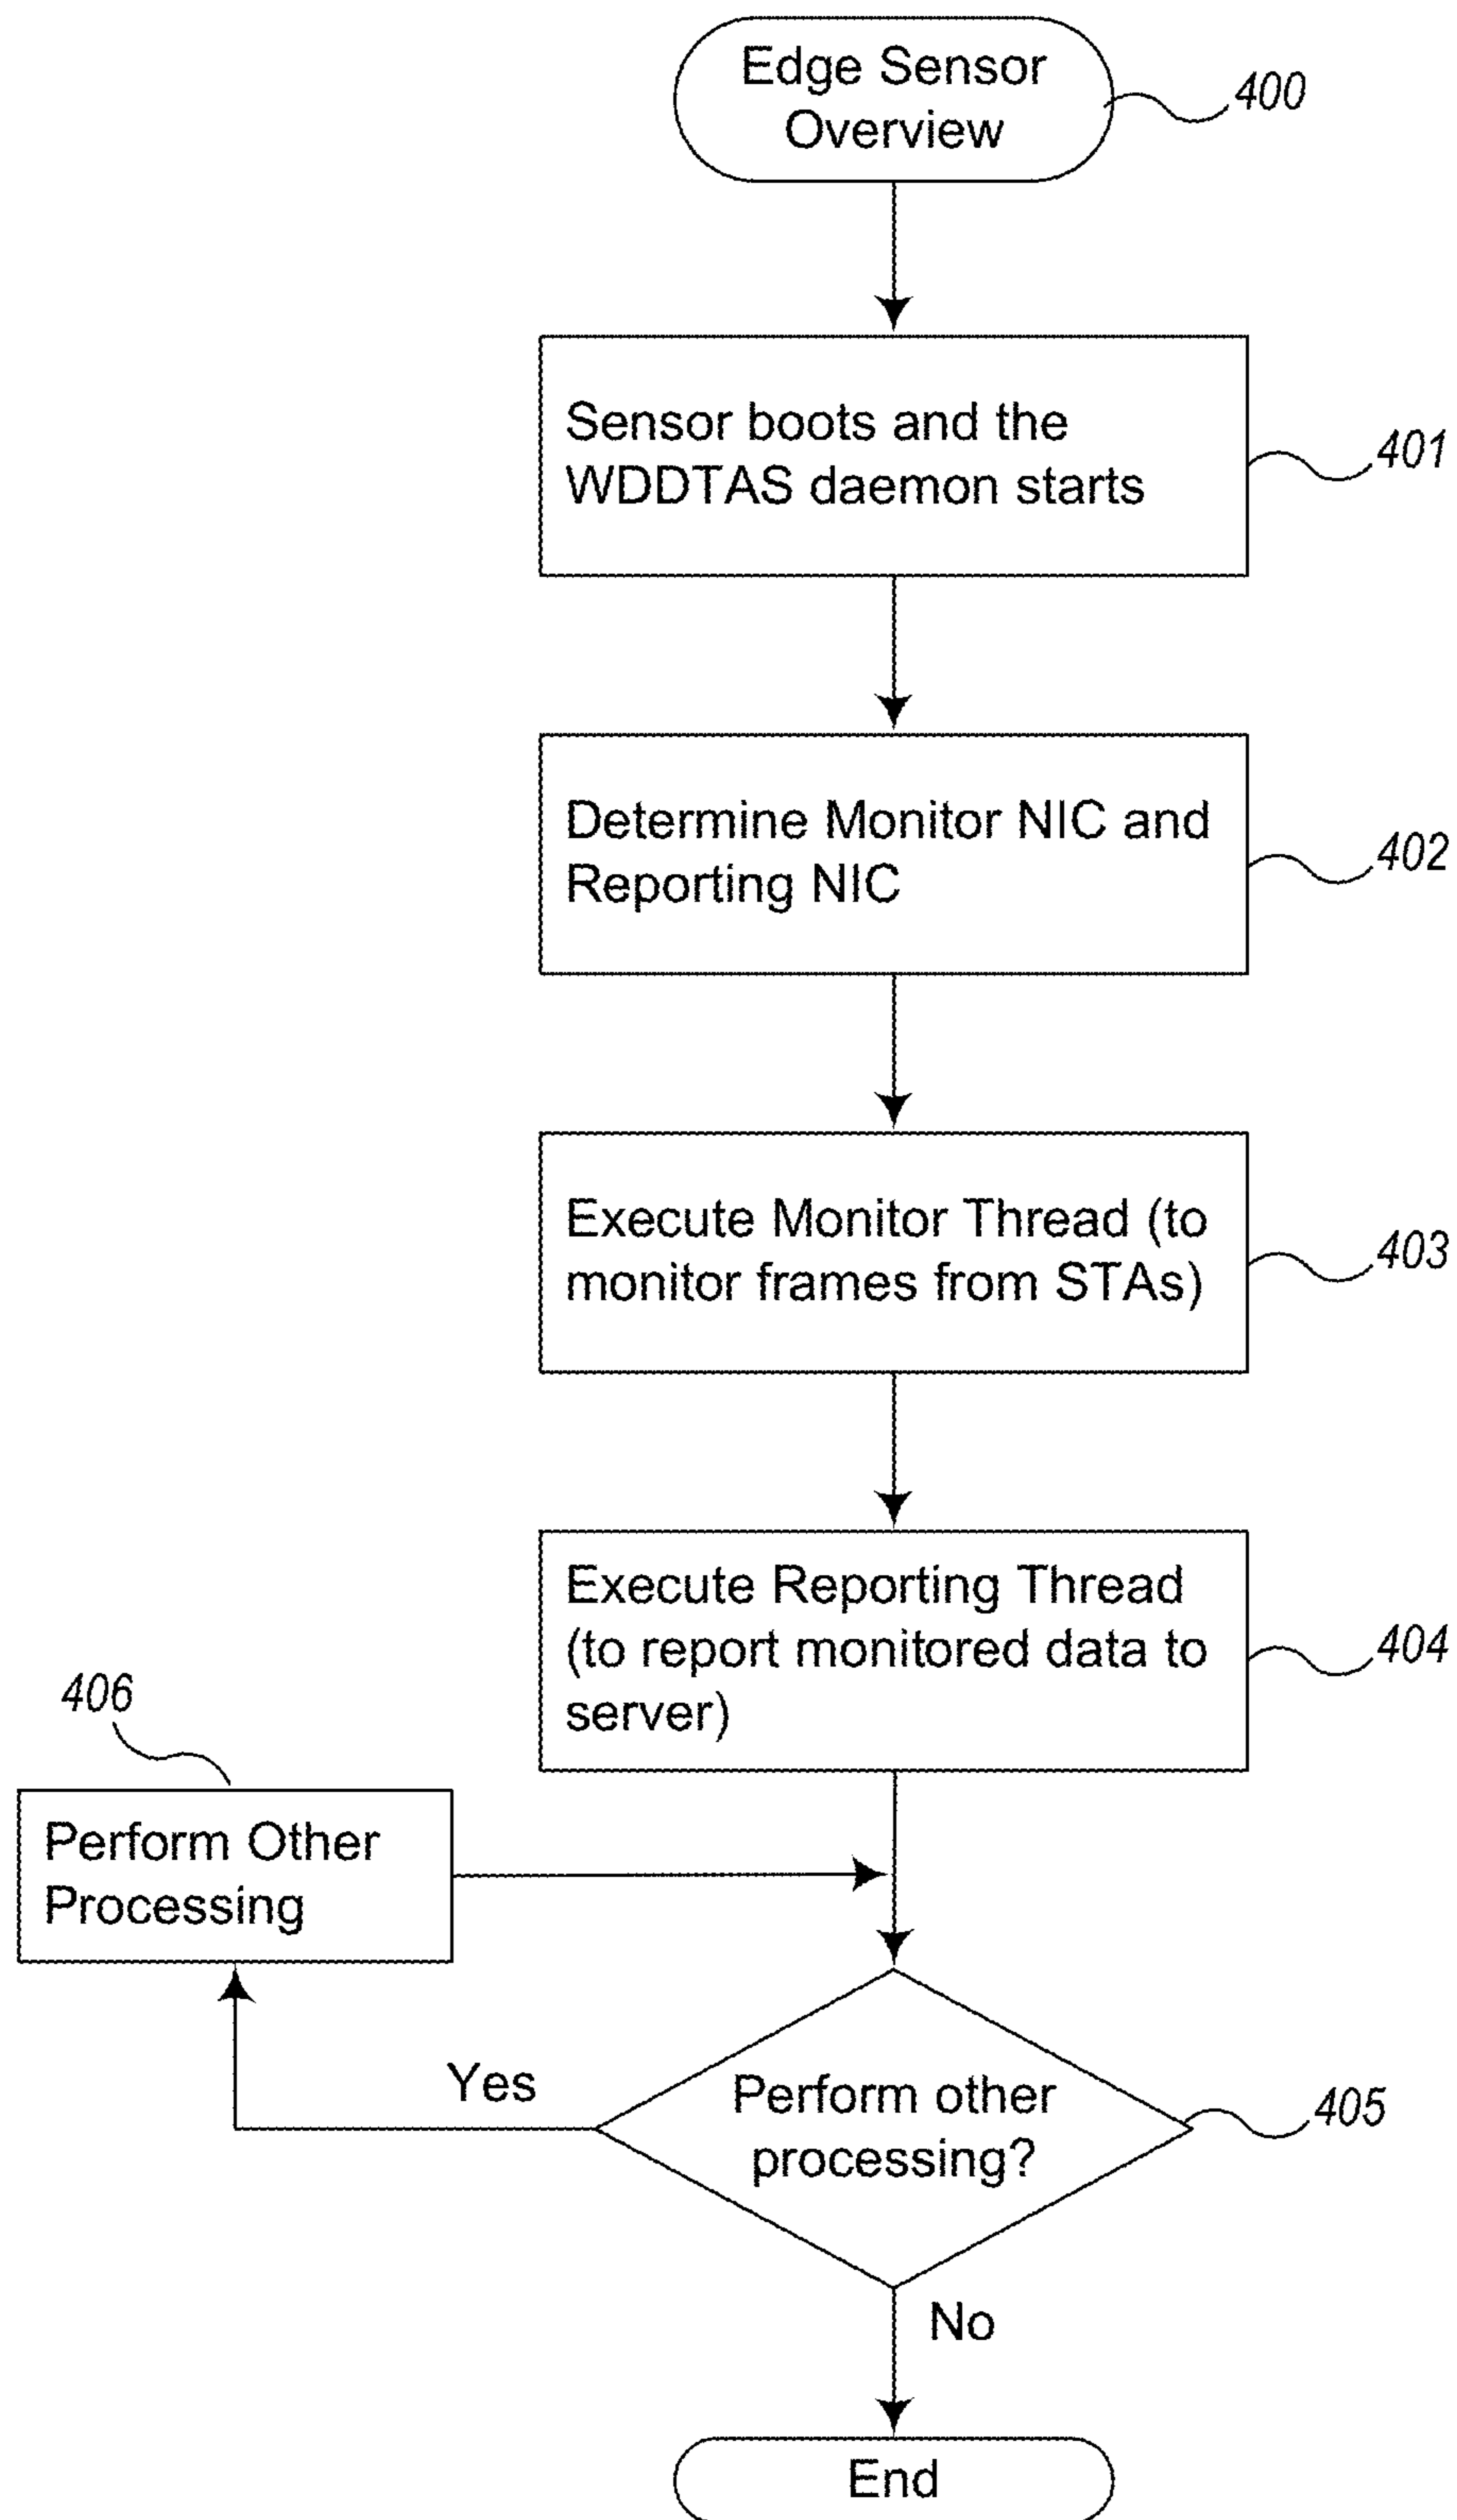 Edge Sensor
Overview
400
Sensor boots and the
WDDTAS daemon starts
401
Determine Monitor NIC and
Reporting NIC
402
Execute Monitor Thread (to
monitor frames from STAs)
403
Execute Reporting Thread
(to report monitored data to
server)
404
406
Perform Other
Processing
Yes
Perform other
processing?
405
No
End